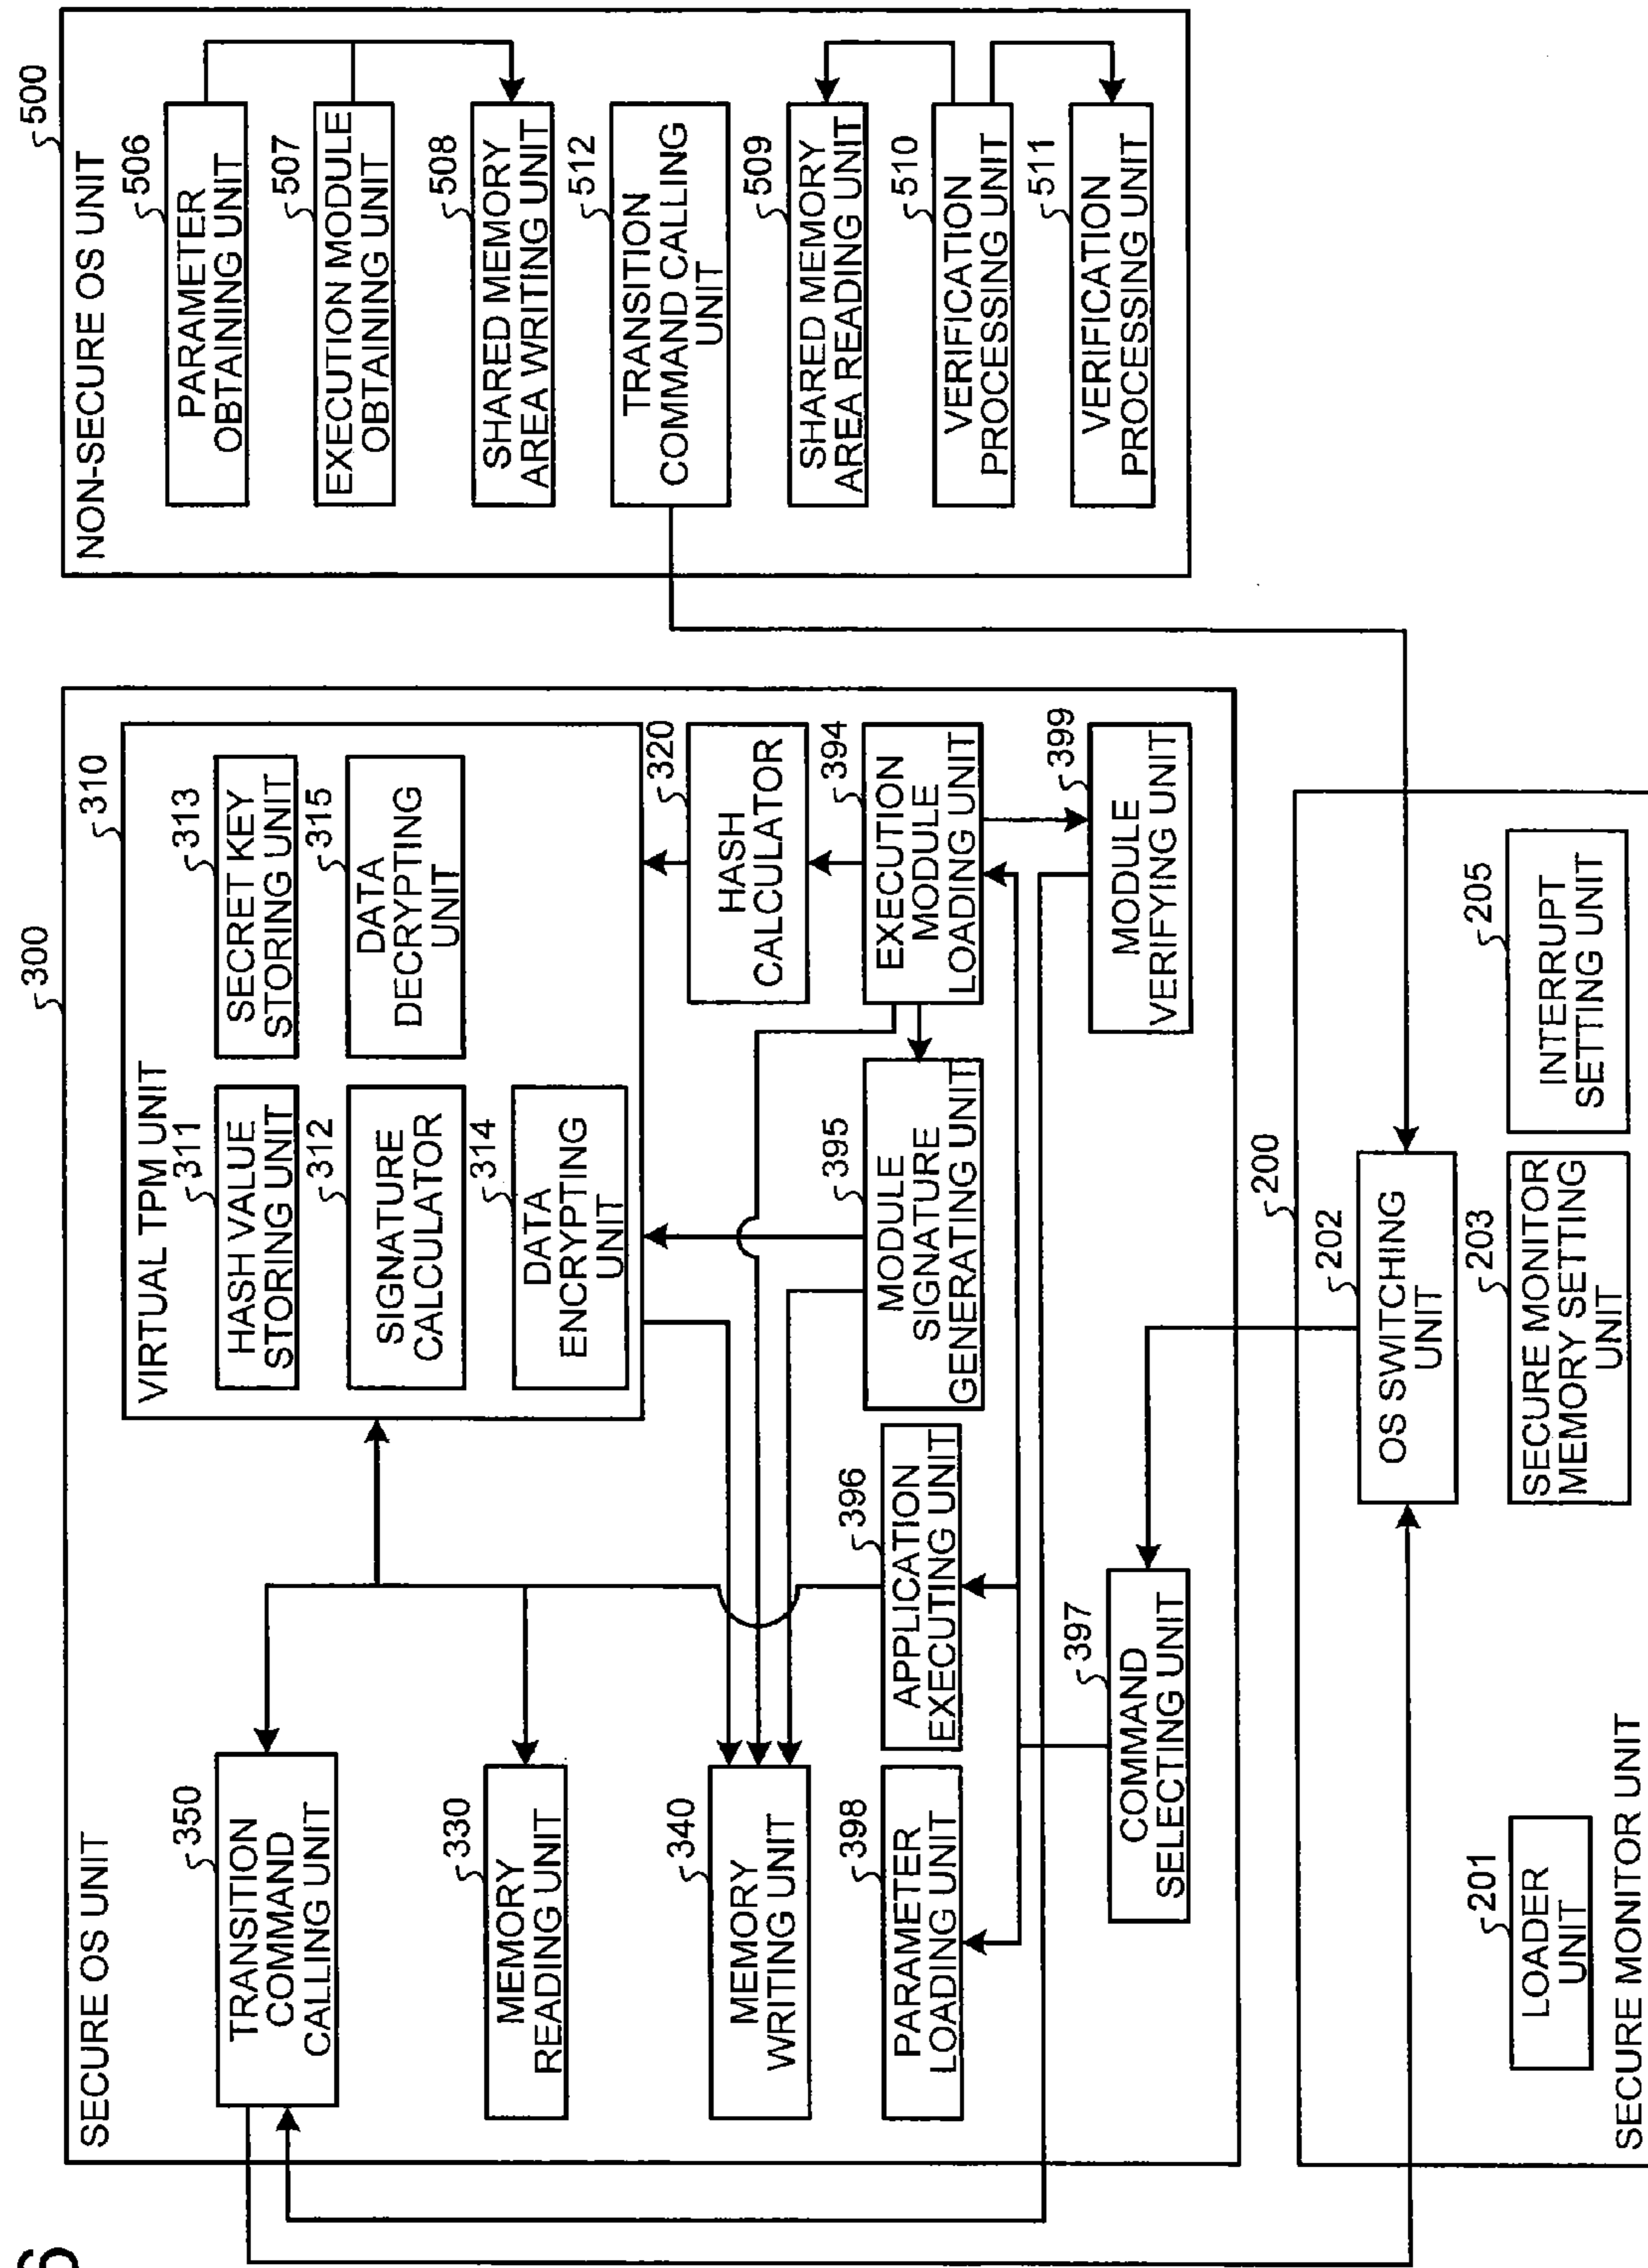 6
SECURE OS UNIT
300
VIRTUAL TPM UNIT
310
311
HASH VALUE
STORING UNIT
313
SECRET KEY
STORING UNIT
312
SIGNATURE
CALCULATOR
315
DATA
DECRYPTING
UNIT
314
DATA
ENCRYPTING
UNIT
350
TRANSITION
COMMAND
CALLING UNIT
330
MEMORY
READING UNIT
340
MEMORY
WRITING UNIT
320
HASH
CALCULATOR
398
PARAMETER
LOADING UNIT
396
APPLICATION
EXECUTING UNIT
395
MODULE
SIGNATURE
GENERATING UNIT
394
EXECUTION
MODULE
LOADING UNIT
397
COMMAND
SELECTING UNIT
399
MODULE
VERIFYING UNIT
200
202
OS SWITCHING
UNIT
201
LOADER
UNIT
203
SECURE MONITOR
MEMORY SETTING
UNIT
205
INTERRUPT
SETTING UNIT
SECURE MONITOR UNIT
NON-SECURE OS UNIT
500
506
PARAMETER
OBTAINING UNIT
507
EXECUTION MODULE
OBTAINING UNIT
508
SHARED MEMORY
AREA WRITING UNIT
512
TRANSITION
COMMAND CALLING
UNIT
509
SHARED MEMORY
AREA READING UNIT
510
VERIFICATION
PROCESSING UNIT
511
VERIFICATION
PROCESSING UNIT